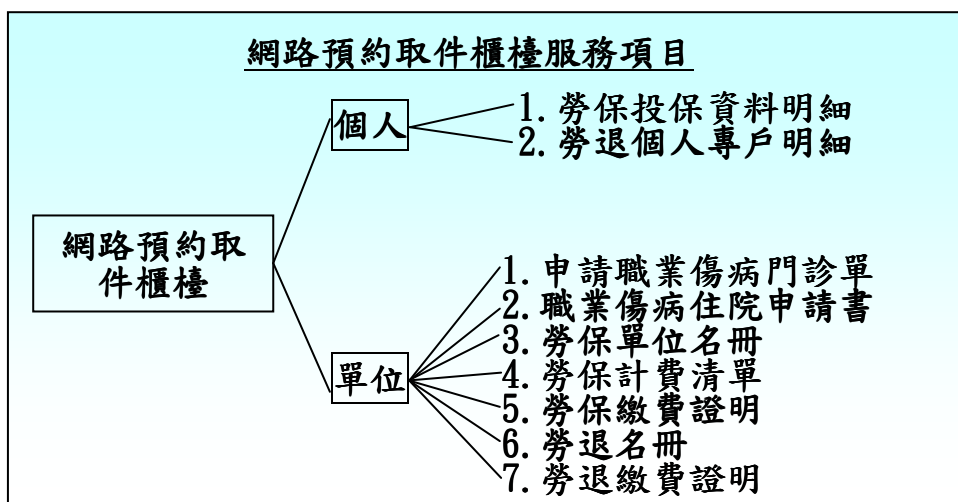 網路預約取件櫃檯服務項目
個人
1. 勞保投保資料明細
2. 勞退個人專戶明細
網路預約取
件櫃檯
單位
1. 申請職業傷病門診單
2. 職業傷病住院申請書
3. 勞保單位名冊
4. 勞保計費清單
5. 勞保繳費證明
6. 勞退名冊
7. 勞退繳費證明